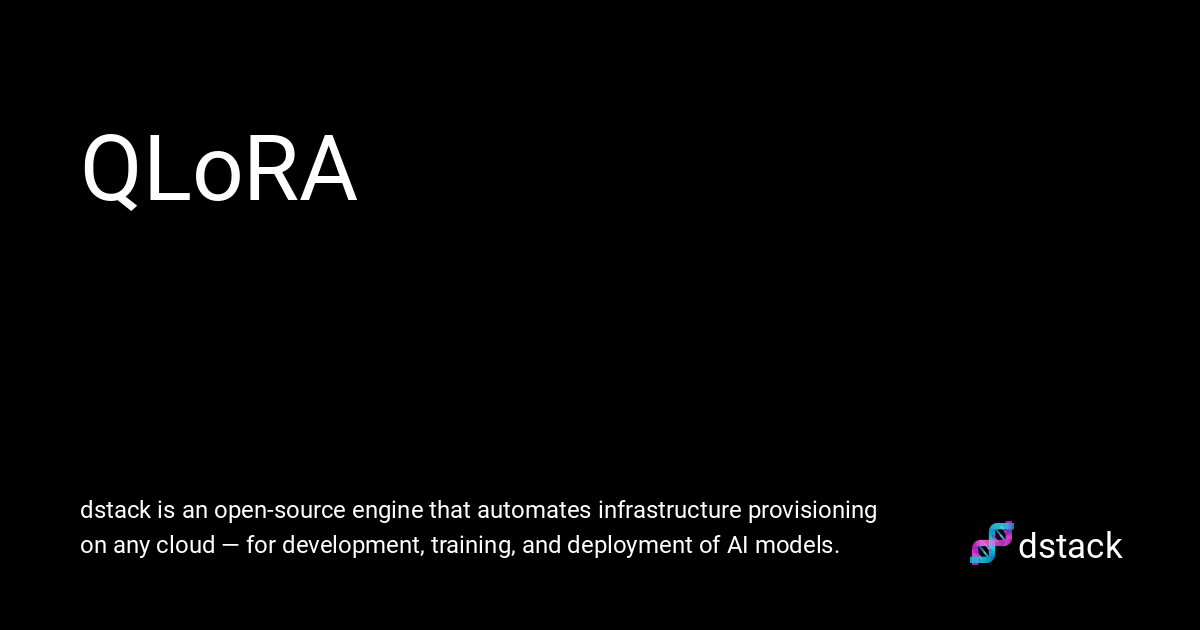 QLoRA
dstack is an open-source engine that automates infrastructure provisioning
on any cloud — for development, training, and deployment of AI models.
dstack